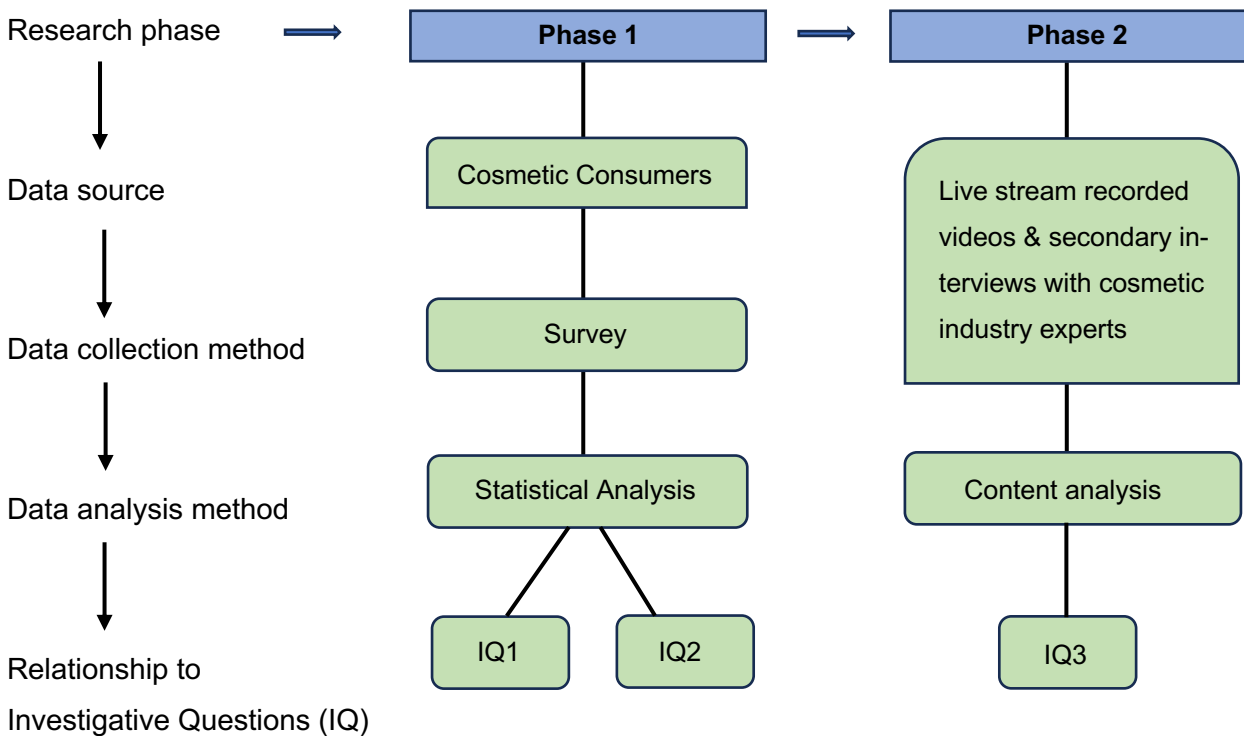 Research phase
Phase 1
Phase 2
Data source
Cosmetic Consumers
Live stream recorded
videos & secondary in-
terviews with cosmetic
industry experts
Data collection method
Survey
Data analysis method
Statistical Analysis
Content analysis
Relationship to
Investigative Questions (IQ)
IQ1
IQ2
IQ3